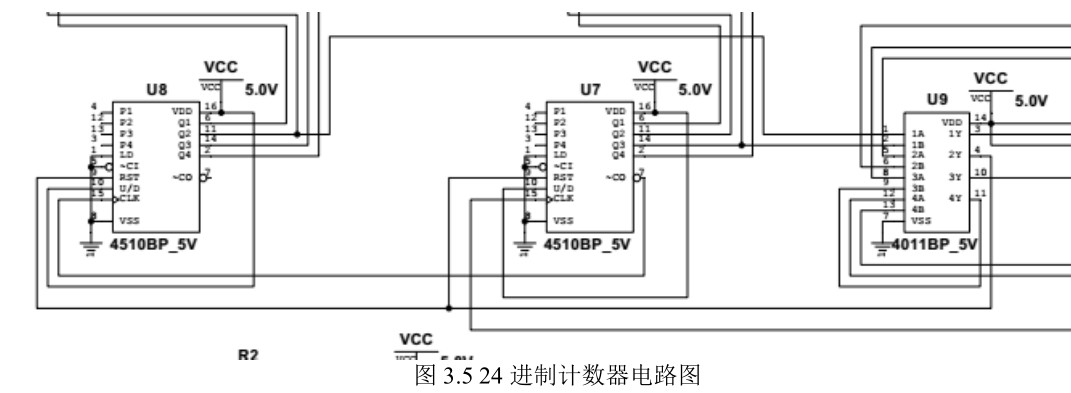 VCC
VCC
5.0V
U8
4 P1 VDD 16
12 P2 Q1 6
13 P3 Q2 11
3 P4 Q3 14
1 LD Q4 2
5 ~CI
9 RST ~CO 7
10 U/D
15 CLK
8 VSS
4510BP_5V
VCC
VCC
5.0V
U7
4 P1 VDD 16
12 P2 Q1 6
13 P3 Q2 11
3 P4 Q3 14
1 LD Q4 2
5 ~CI
9 RST ~CO 7
10 U/D
15 CLK
8 VSS
4510BP_5V
VCC
VCC
5.0V
U9
VDD 14
1 1A 1Y 3
2 1B
5 2A 2Y 4
6 2B
8 3A 3Y 10
9 3B
12 4A 4Y 11
13 4B
7 VSS
4011BP_5V
R2
VCC
图 3.5 24 进制计数器电路图